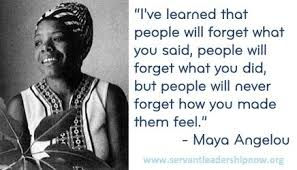 “I've learned that
people will forget what
you said, people will
forget what you did,
but people will never
forget how you made
them feel.”
- Maya Angelou
www.servantleadershipnow.org